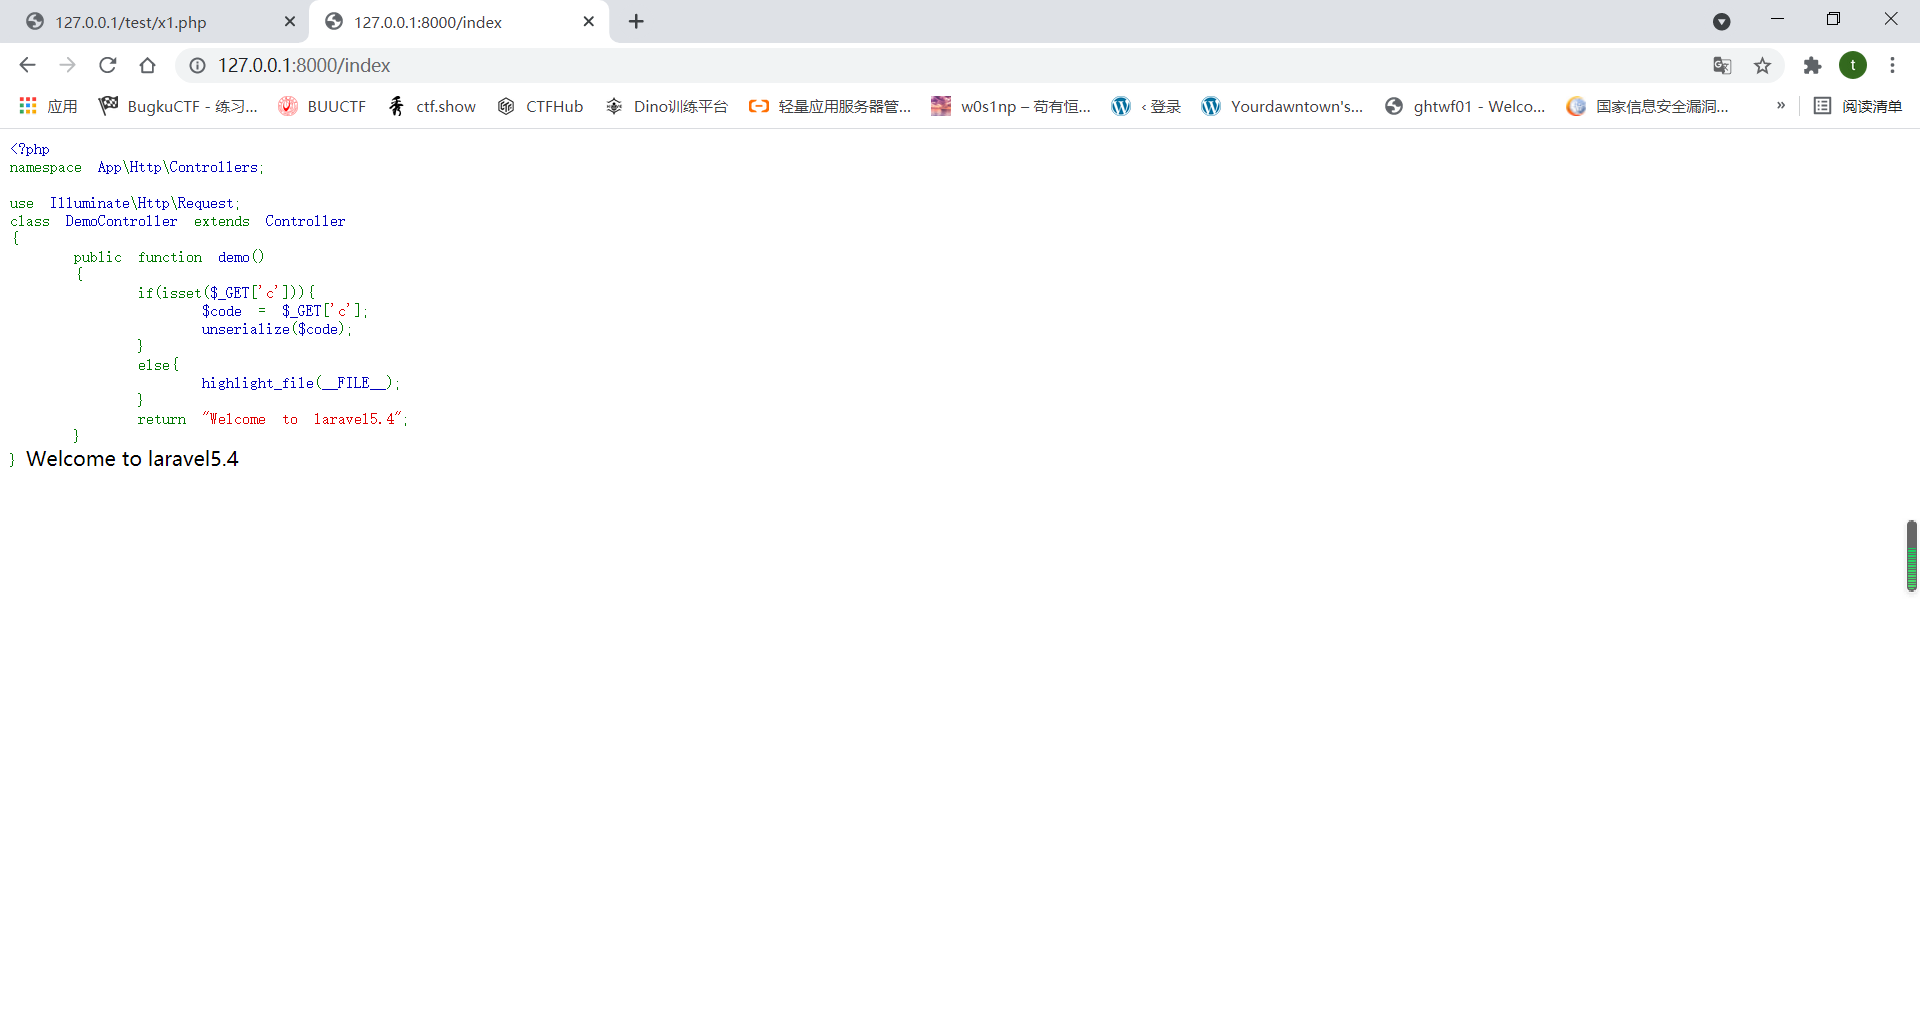 127.0.0.1/test/x1.php
127.0.0.1:8000/index
127.0.0.1:8000/index
t
应用
BugkuCTF - 练习...
BUUCTF
ctf.show
CTFHub
Dino训练平台
轻量应用服务器管...
w0s1np – 苟有恒...
‹ 登录
Yourdawntown's...
ghtwf01 - Welco...
国家信息安全漏洞...
»
阅读清单
<?php
namespace App\Http\Controllers;
use Illuminate\Http\Request;
class DemoController extends Controller
{
public function demo()
{
if(isset($_GET['c'])){
$code = $_GET['c'];
unserialize($code);
}
else{
highlight_file(__FILE__);
}
return "Welcome to laravel5.4";
}
} Welcome to laravel5.4